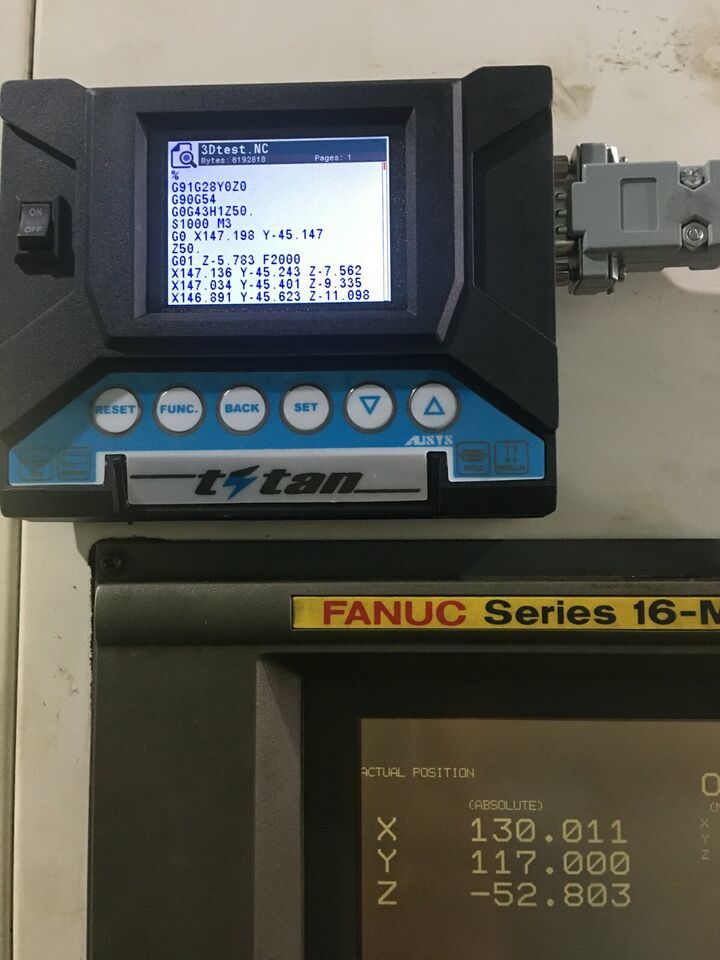 3Dtest.NC
Bytes: 8192818 Pages: 1
%
G91G28Y0Z0
G90G54
G0G43H1Z50.
S1000 M3
G0 X147.198 Y-45.147
Z50.
G01 Z-5.783 F2000
X147.136 Y-45.243 Z-7.562
X147.034 Y-45.401 Z-9.335
X146.891 Y-45.623 Z-11.098
ON
OFF
RESET FUNC. BACK SET
AJSYS
PARALLEL
titan
FANUC Series 16-M
ACTUAL POSITION
(ABSOLUTE)
X 130.011
Y 117.000
Z -52.803
X
Y
Z